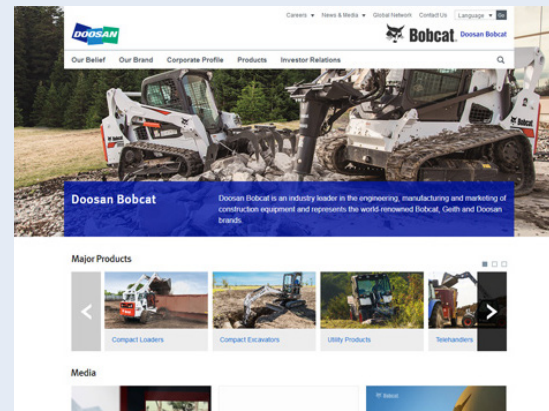 Careers News & Media Global Network Contact Us Language Go
DOOSAN
Bobcat. Doosan Bobcat
Our Belief Our Brand Corporate Profile Products Investor Relations
Doosan Bobcat
Doosan Bobcat is an industry leader in the engineering, manufacturing and marketing of
construction equipment and represents the world-renowned Bobcat, Geith and Doosan
brands.
Major Products
Compact Loaders Compact Excavators Utility Products Telehandlers
Media
Bobcat